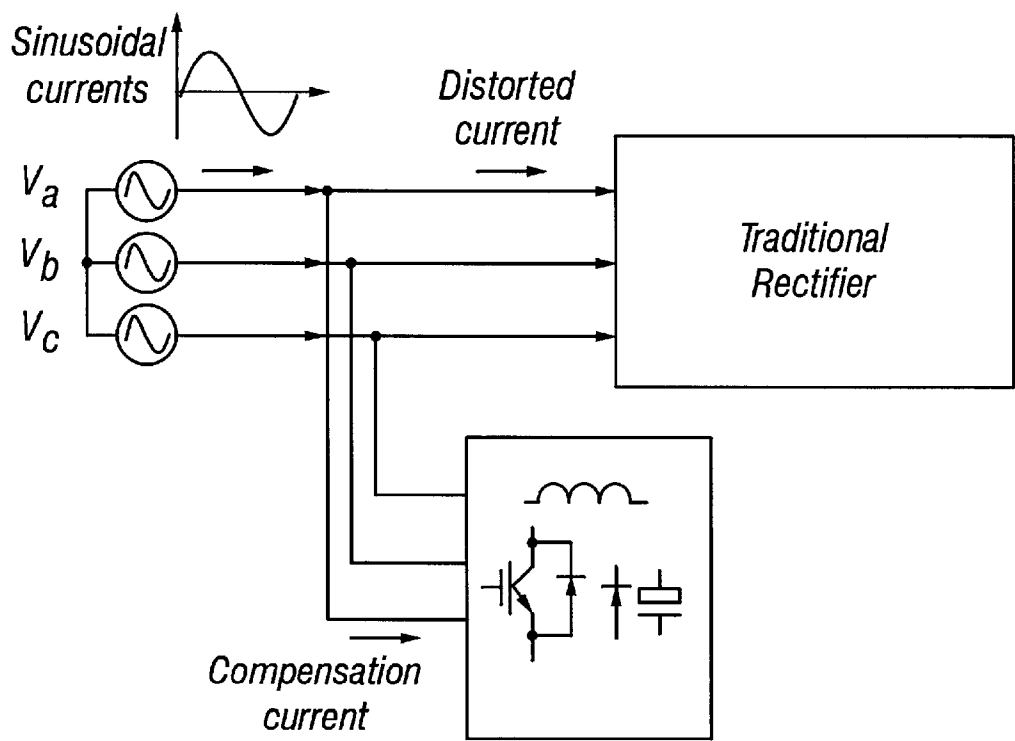 Sinusoidal
currents
Distorted
current
Va
Vb
Vc
Traditional
Rectifier
Compensation
current